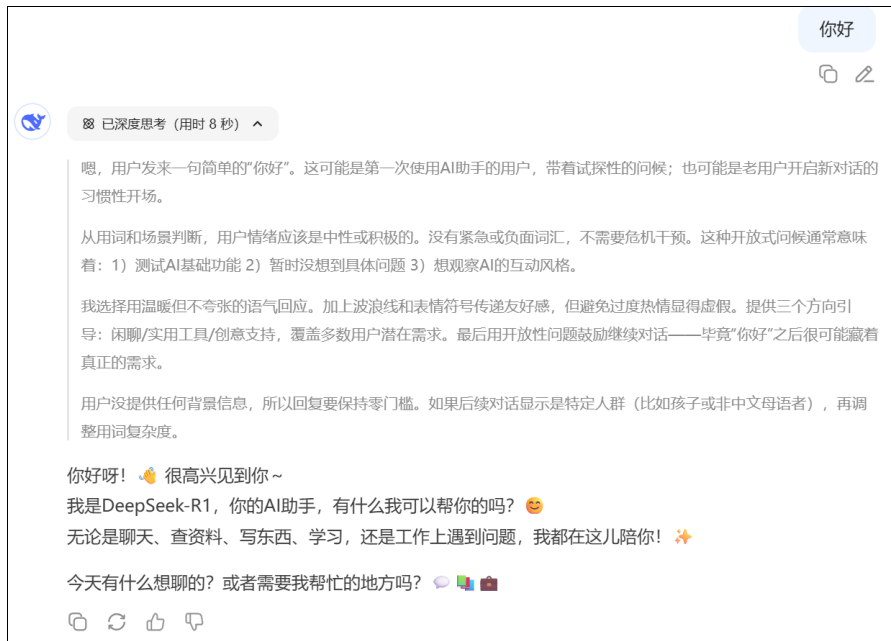 你好
已深度思考（用时 8 秒）
嗯，用户发来一句简单的“你好”。这可能是第一次使用AI助手的用户，带着试探性的问候；也可能是老用户开启新对话的
习惯性开场。
从用词和场景判断，用户情绪应该是中性或积极的。没有紧急或负面词汇，不需要危机干预。这种开放式问候通常意味
着：1）测试AI基础功能 2）暂时没想到具体问题 3）想观察AI的互动风格。
我选择用温暖但不夸张的语气回应。加上波浪线和表情符号传递友好感，但避免过度热情显得虚假。提供三个方向引
导：闲聊/实用工具/创意支持，覆盖多数用户潜在需求。最后用开放性问题鼓励继续对话——毕竟“你好”之后很可能藏着
真正的需求。
用户没提供任何背景信息，所以回复要保持零门槛。如果后续对话显示是特定人群（比如孩子或非中文母语者），再调
整用词复杂度。
你好呀！👋 很高兴见到你～
我是DeepSeek-R1，你的AI助手，有什么我可以帮你的吗？😊
无论是聊天、查资料、写东西、学习，还是工作上遇到问题，我都在这儿陪你！✨
今天有什么想聊的？或者需要我帮忙的地方吗？💬📚💼